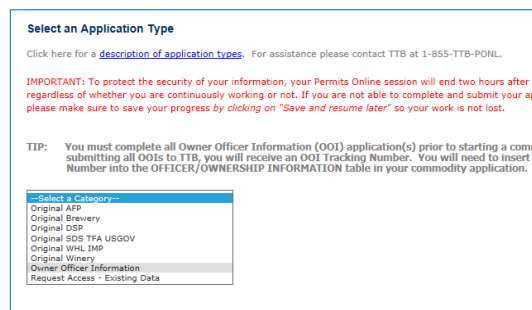 Select an Application Type
Click here for a description of application types. For assistance please contact TTB at 1-855-TTB-PONL.
IMPORTANT: To protect the security of your information, your Permits Online session will end two hours after
regardless of whether you are continuously working or not. If you are not able to complete and submit your
please make sure to save your progress by clicking on "Save and resume later" so your work is not lost.
TIP: You must complete all Owner Officer Information (OOI) application(s) prior to starting a
submitting all OOIs to TTB, you will receive an OOI Tracking Number. You will need to insert
Number into the OFFICER/OWNERSHIP INFORMATION table in your commodity application.
--Select a Category--
Original AFP
Original Brewery
Original DSP
Original SDS TFA USGOV
Original WHL IMP
Original Winery
Owner Officer Information
Request Access - Existing Data